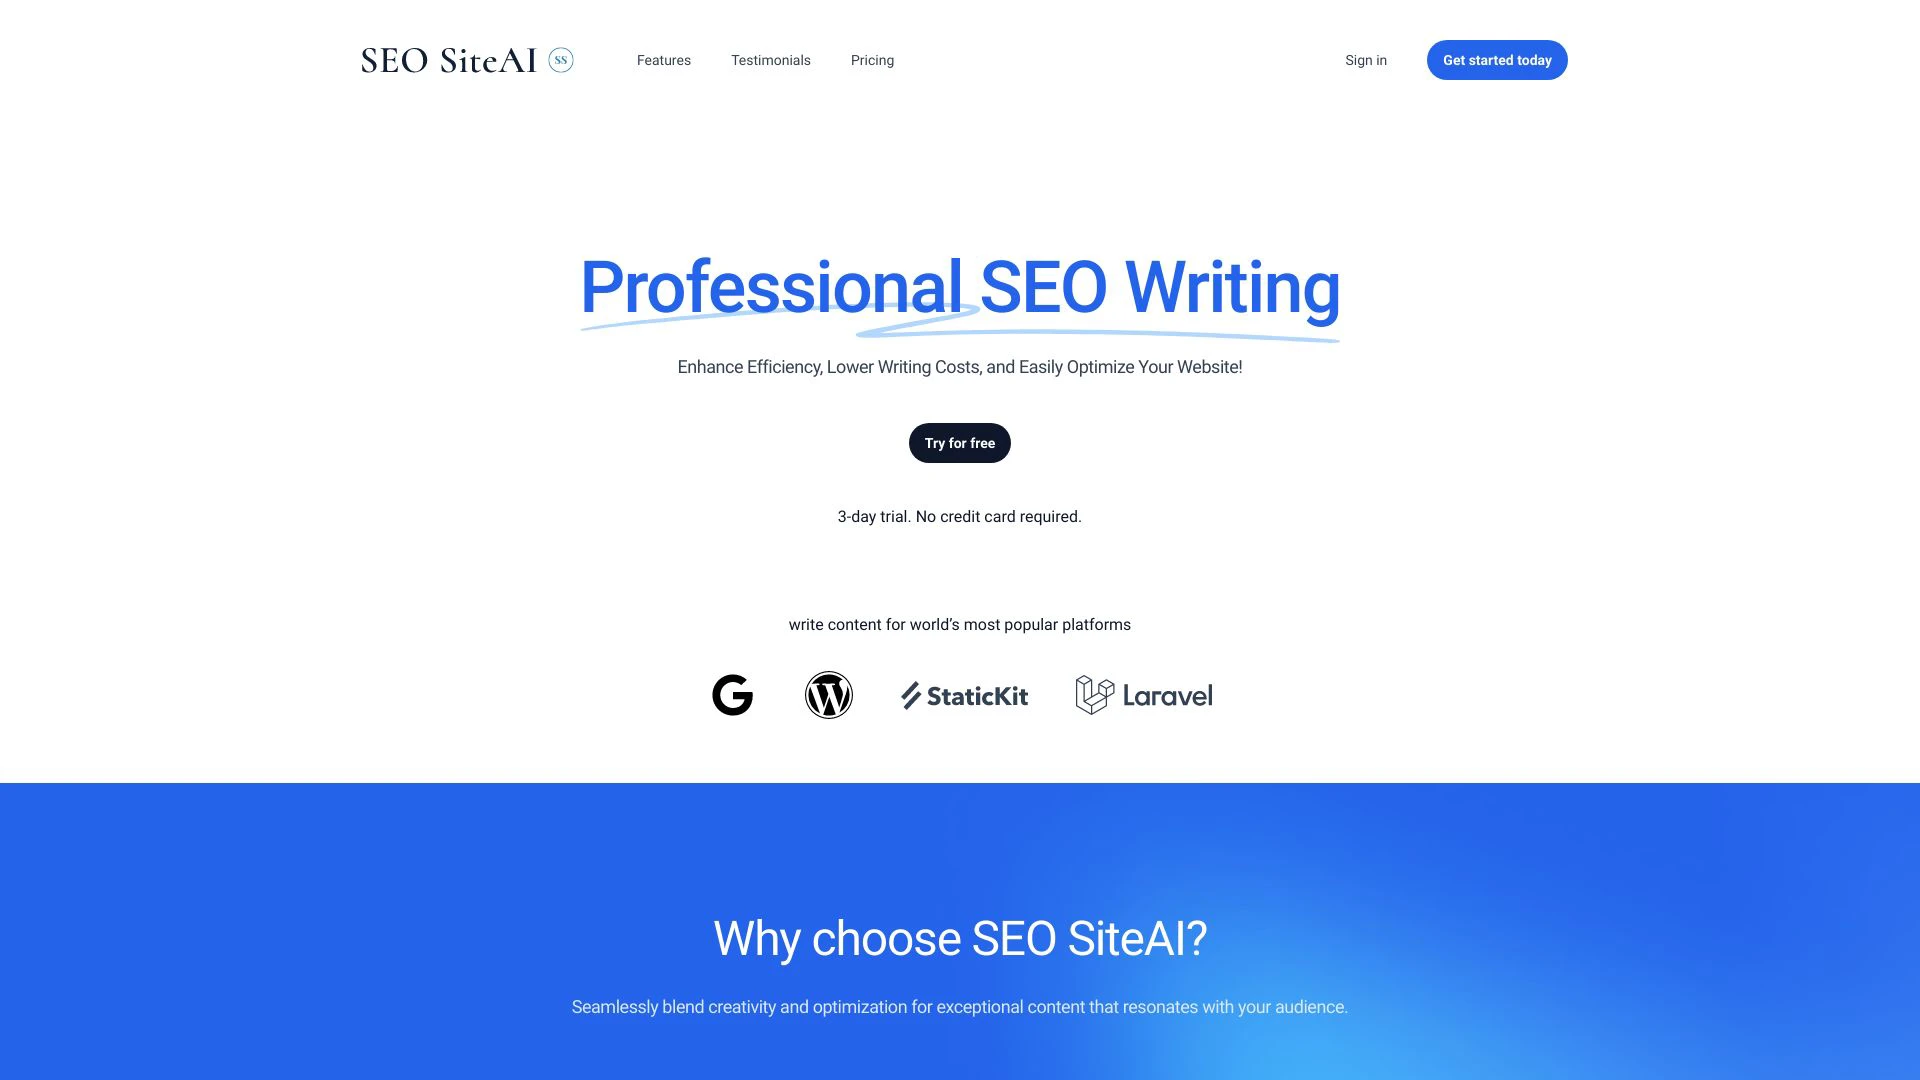 SEO SiteAI SS
Features
Testimonials
Pricing
Sign in
Get started today
Professional SEO Writing
Enhance Efficiency, Lower Writing Costs, and Easily Optimize Your Website!
Try for free
3-day trial. No credit card required.
write content for world’s most popular platforms
G
W
StaticKit
Laravel
Why choose SEO SiteAI?
Seamlessly blend creativity and optimization for exceptional content that resonates with your audience.